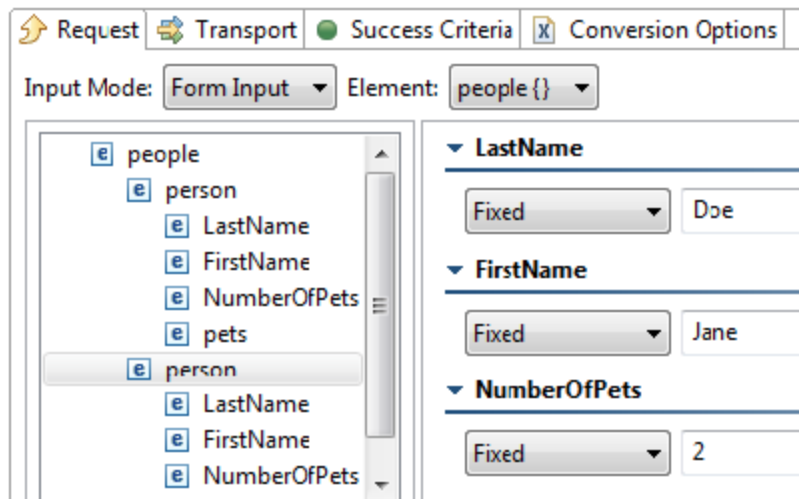 Request Transport Success Criteria Conversion Options
Input Mode: Form Input Element: people {}
people
person
LastName
FirstName
NumberOfPets
pets
person
LastName
FirstName
NumberOfPets
LastName
Fixed Doe
FirstName
Fixed Jane
NumberOfPets
Fixed 2